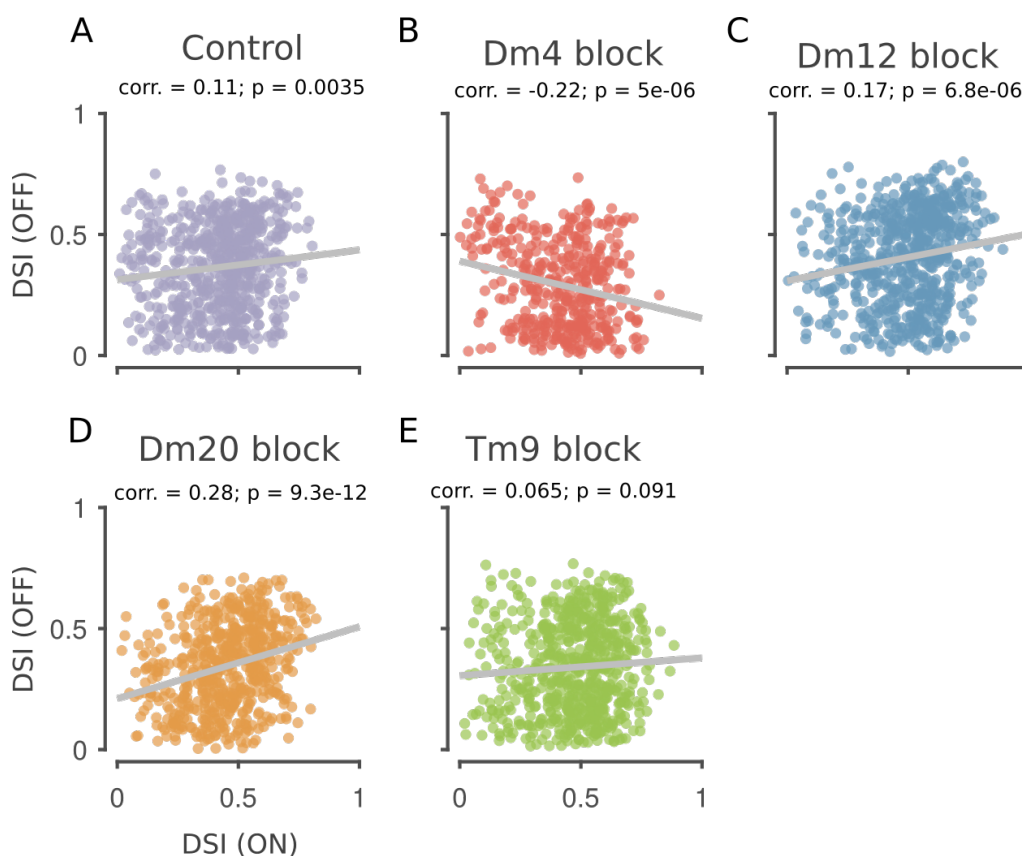 A
Control
corr. = 0.11; p = 0.0035
B
Dm4 block
corr. = -0.22; p = 5e-06
C
Dm12 block
corr. = 0.17; p = 6.8e-06
1
0.5
0
DSI (OFF)
D
Dm20 block
corr. = 0.28; p = 9.3e-12
E
Tm9 block
corr. = 0.065; p = 0.091
1
0.5
0
DSI (OFF)
0
0.5
1
DSI (ON)
0
0.5
1